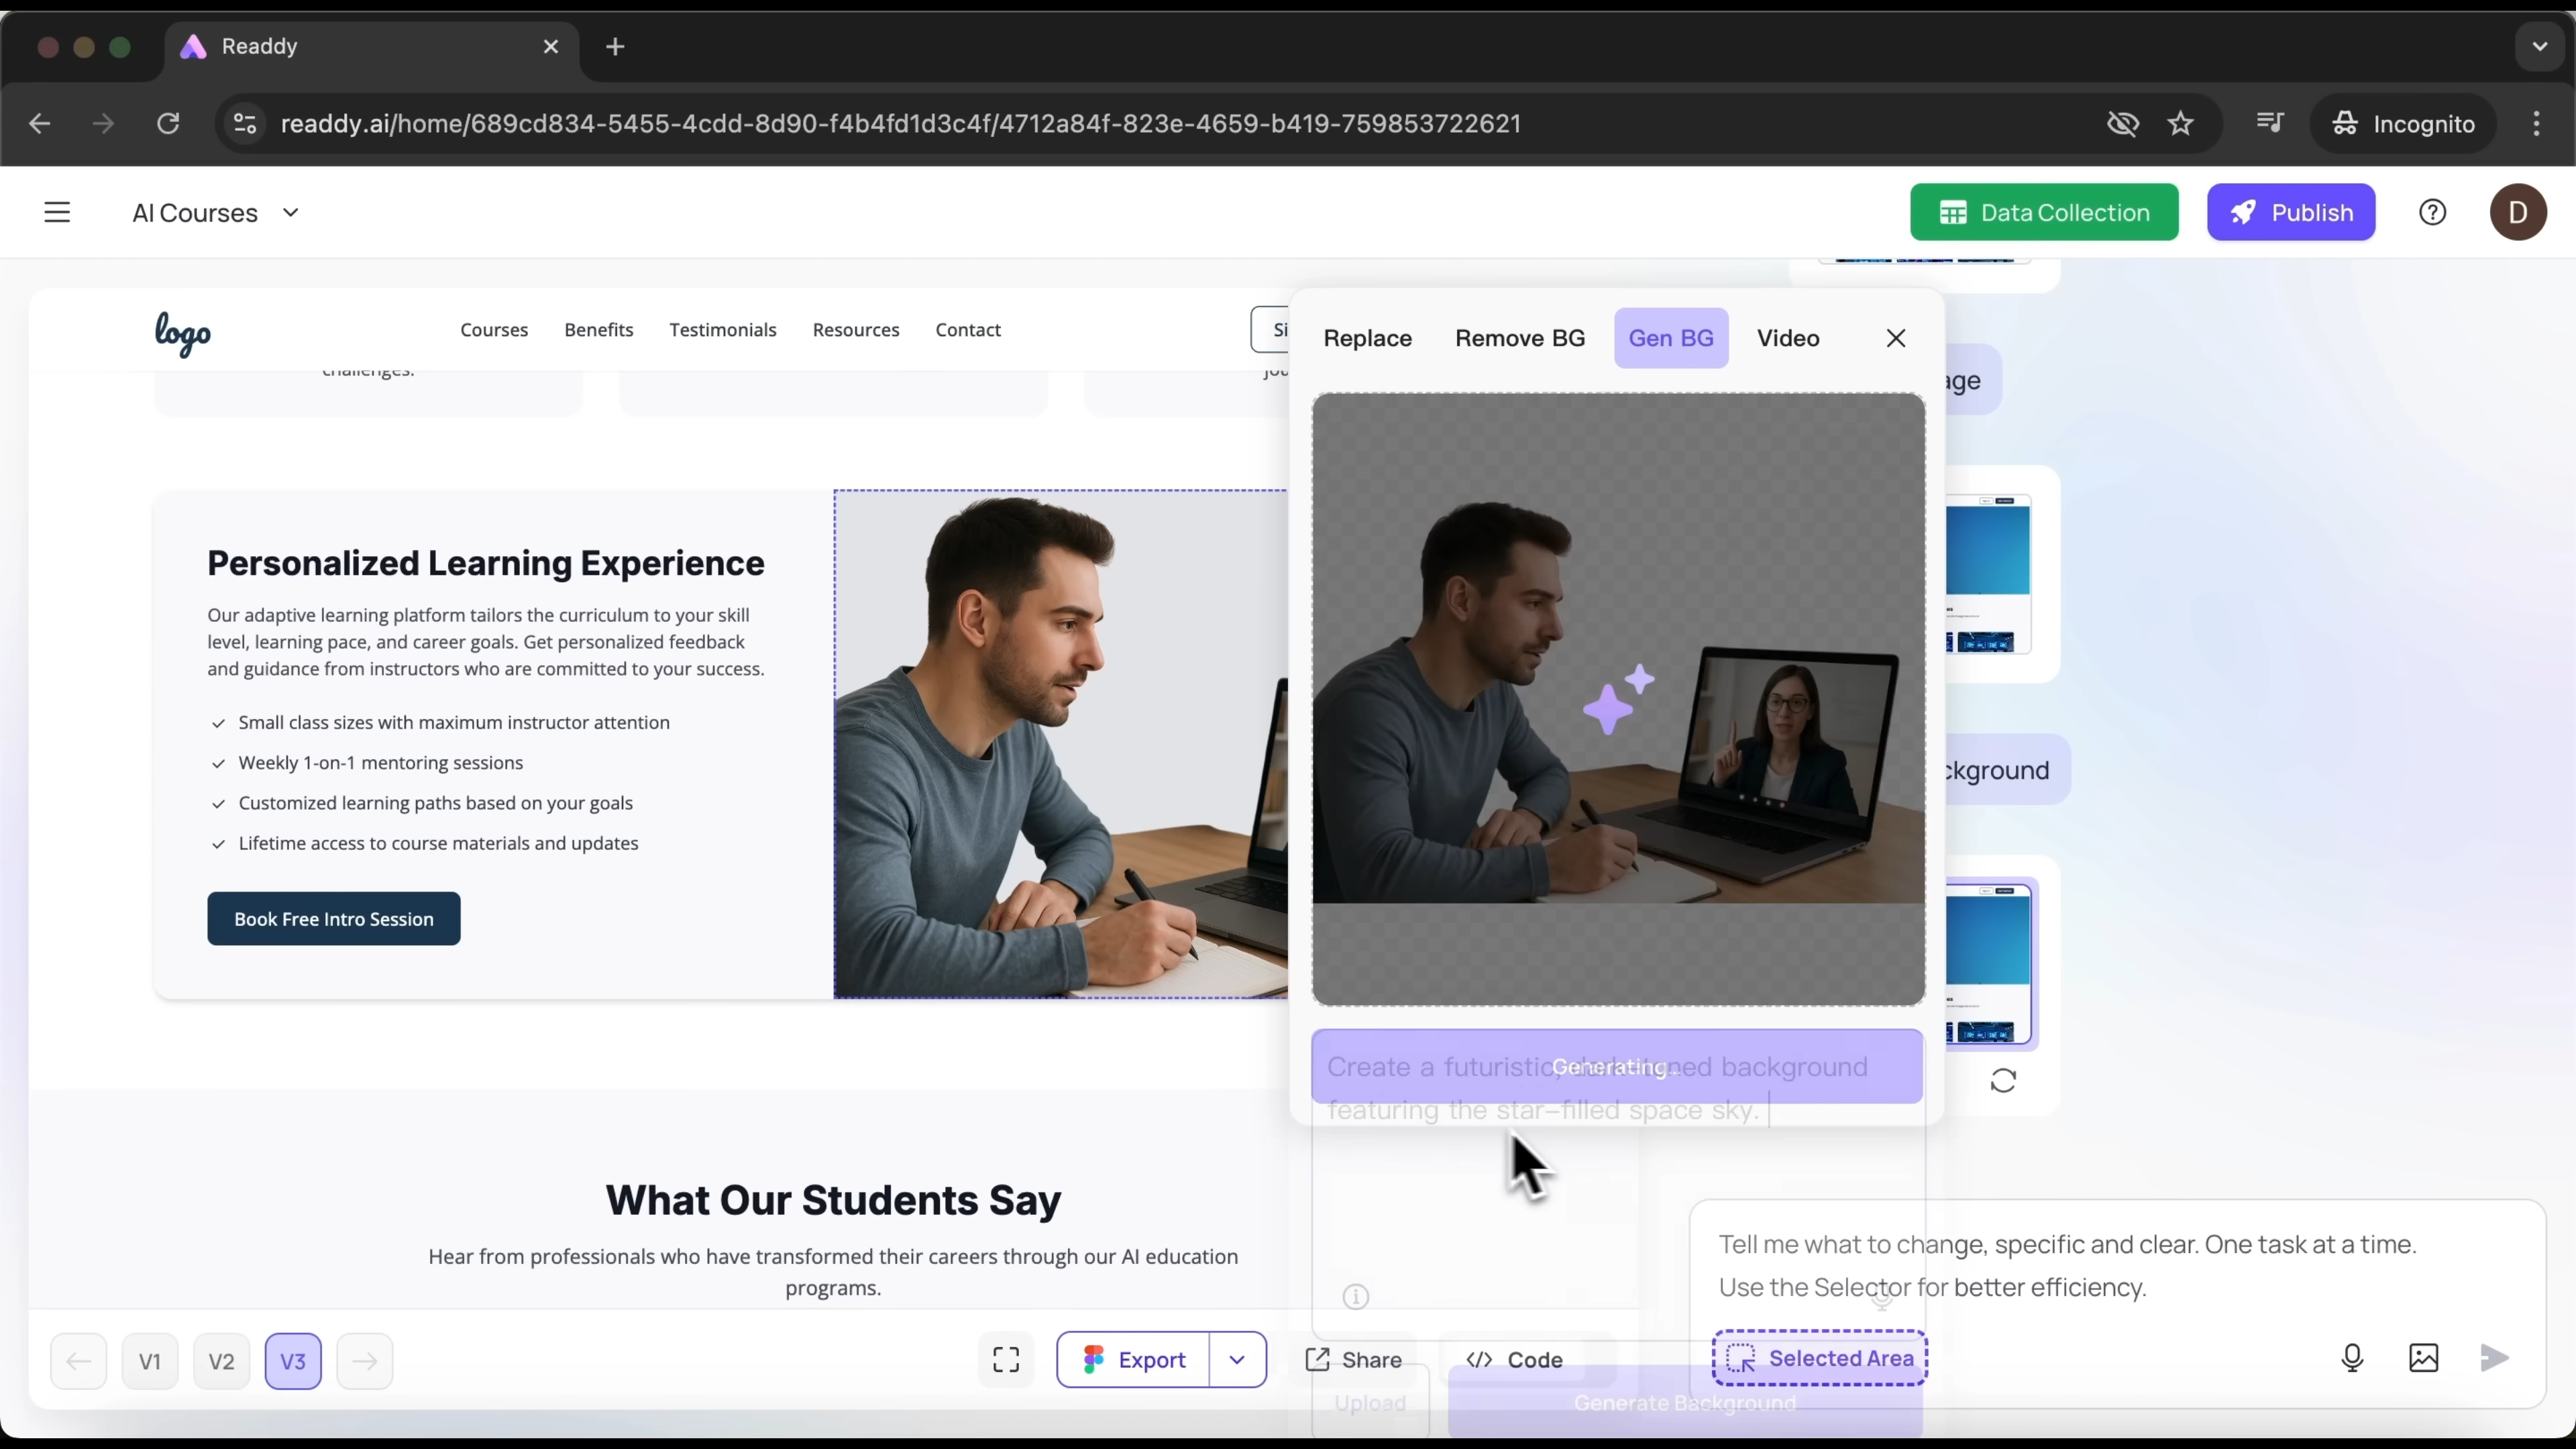 Readdy
readdy.ai/home/689cd834-5455-4cdd-8d90-f4b4fd1d3c4f/4712a84f-823e-4659-b419-759853722621
Incognito
AI Courses
Data Collection
Publish
D
logo
Courses
Benefits
Testimonials
Resources
Contact
challenges.
Replace
Remove BG
Gen BG
Video
Personalized Learning Experience
Our adaptive learning platform tailors the curriculum to your skill
level, learning pace, and career goals. Get personalized feedback
and guidance from instructors who are committed to your success.
Small class sizes with maximum instructor attention
Weekly 1-on-1 mentoring sessions
Customized learning paths based on your goals
Lifetime access to course materials and updates
Book Free Intro Session
Generating...
Create a futuristic, dark-toned background
featuring the star-filled space sky.
What Our Students Say
Hear from professionals who have transformed their careers through our AI education
programs.
Tell me what to change, specific and clear. One task at a time.
Use the Selector for better efficiency.
V1
V2
V3
Export
Share
Code
Selected Area
Upload
Generate Background